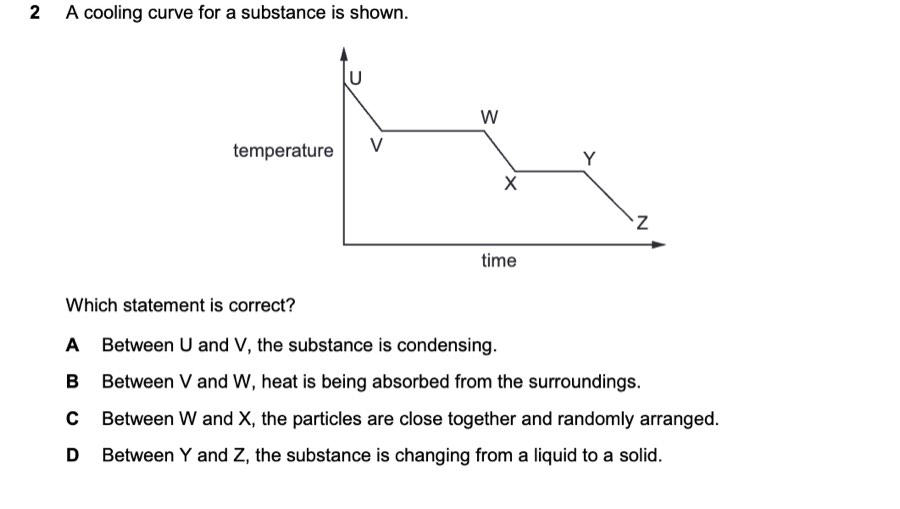 2 A cooling curve for a substance is shown.
U
W
temperature
V
Y
X
Z
time
Which statement is correct?
A Between U and V, the substance is condensing.
B Between V and W, heat is being absorbed from the surroundings.
C Between W and X, the particles are close together and randomly arranged.
D Between Y and Z, the substance is changing from a liquid to a solid.